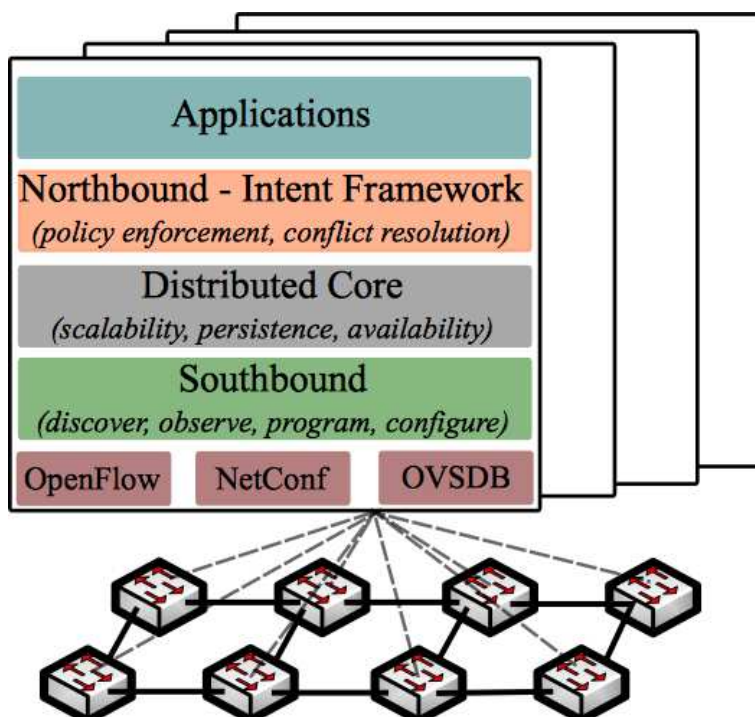 Applications
Northbound - Intent Framework
(policy enforcement, conflict resolution)
Distributed Core
(scalability, persistence, availability)
Southbound
(discover, observe, program, configure)
OpenFlow NetConf OVSDB